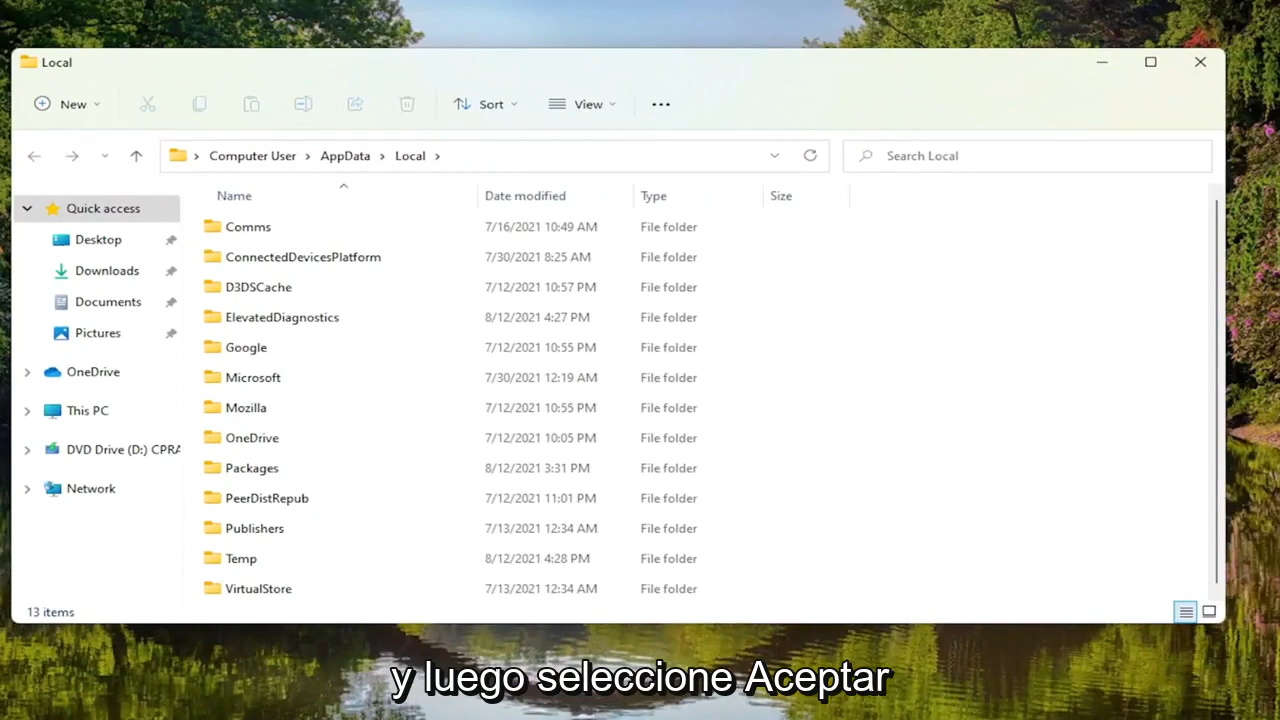 Local
New
Sort
View
Computer User > AppData > Local >
Search Local
Name Date modified Type Size
Quick access
Desktop
Downloads
Documents
Pictures
OneDrive
This PC
DVD Drive (D:) CPRA
Network
Comms 7/16/2021 10:49 AM File folder
ConnectedDevicesPlatform 7/30/2021 8:25 AM File folder
D3DSCache 7/12/2021 10:57 PM File folder
ElevatedDiagnostics 8/12/2021 4:27 PM File folder
Google 7/12/2021 10:55 PM File folder
Microsoft 7/30/2021 12:19 AM File folder
Mozilla 7/12/2021 10:55 PM File folder
OneDrive 7/12/2021 10:05 PM File folder
Packages 8/12/2021 3:31 PM File folder
PeerDistRepub 7/12/2021 11:01 PM File folder
Publishers 7/13/2021 12:34 AM File folder
Temp 8/12/2021 4:28 PM File folder
VirtualStore 7/13/2021 12:34 AM File folder
13 items
y luego seleccione Aceptar